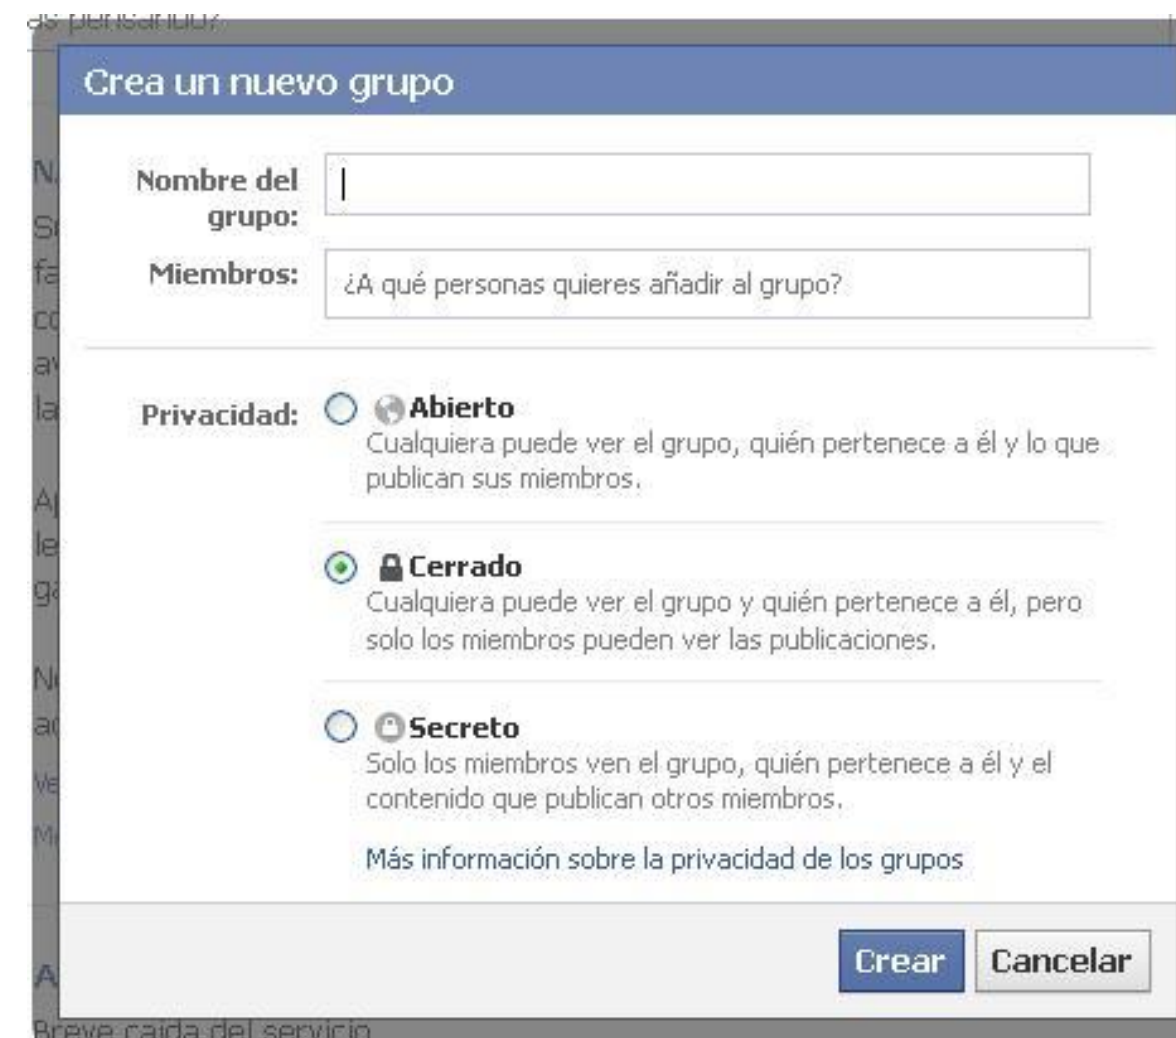 as pensando?
Crea un nuevo grupo
Nombre del
grupo:
Miembros:
¿A qué personas quieres añadir al grupo?
Privacidad:
Abierto
Cualquiera puede ver el grupo, quién pertenece a él y lo que
publican sus miembros.
Cerrado
Cualquiera puede ver el grupo y quién pertenece a él, pero
solo los miembros pueden ver las publicaciones.
Secreto
Solo los miembros ven el grupo, quién pertenece a él y el
contenido que publican otros miembros.
Más información sobre la privacidad de los grupos
Crear
Cancelar
Breve caida del servicio